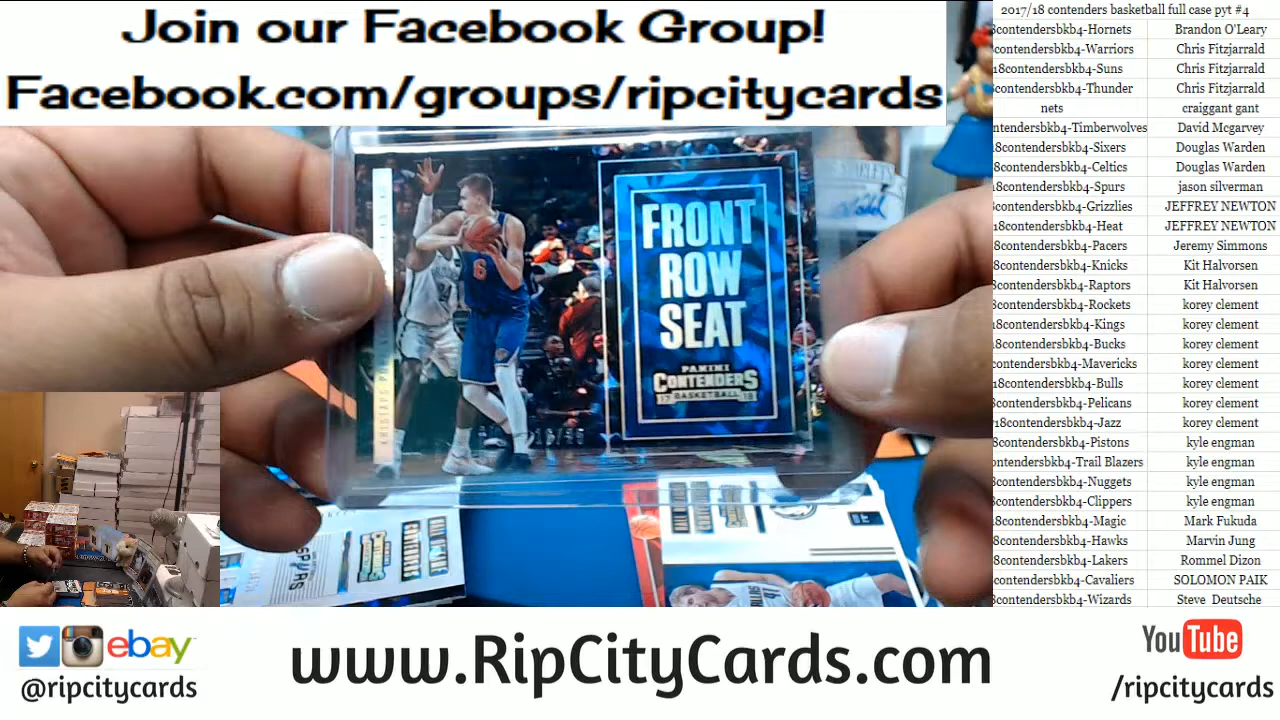 Join our Facebook Group!
Facebook.com/groups/ripcitycards
FRONT
ROW
SEAT
PANINI
CONTENDERS
17 BASKETBALL 18
6
SPURS
2017/18 contenders basketball full case pyt #4
8contendersbkb4-Hornets Brandon O'Leary
8contendersbkb4-Warriors Chris Fitzjarrald
18contendersbkb4-Suns Chris Fitzjarrald
8contendersbkb4-Thunder Chris Fitzjarrald
nets craiggant gant
ntendersbkb4-Timberwolves David Mcgarvey
18contendersbkb4-Sixers Douglas Warden
8contendersbkb4-Celtics Douglas Warden
18contendersbkb4-Spurs jason silverman
8contendersbkb4-Grizzlies JEFFREY NEWTON
18contendersbkb4-Heat JEFFREY NEWTON
8contendersbkb4-Pacers Jeremy Simmons
8contendersbkb4-Knicks Kit Halvorsen
8contendersbkb4-Raptors Kit Halvorsen
8contendersbkb4-Rockets korey clement
18contendersbkb4-Kings korey clement
8contendersbkb4-Bucks korey clement
contendersbkb4-Mavericks korey clement
18contendersbkb4-Bulls korey clement
8contendersbkb4-Pelicans korey clement
'18contendersbkb4-Jazz korey clement
8contendersbkb4-Pistons kyle engman
ontendersbkb4-Trail Blazers kyle engman
8contendersbkb4-Nuggets kyle engman
8contendersbkb4-Clippers kyle engman
18contendersbkb4-Magic Mark Fukuda
8contendersbkb4-Hawks Marvin Jung
18contendersbkb4-Lakers Rommel Dizon
contendersbkb4-Cavaliers SOLOMON PAIK
8contendersbkb4-Wizards Steve Deutsche
ebay
@ripcitycards
www.RipCityCards.com
YouTube
/ripcitycards